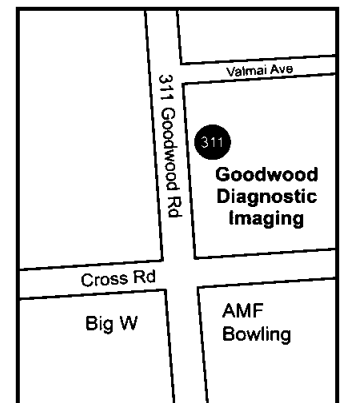 Valmai Ave
311 Goodwood Rd
311
Goodwood
Diagnostic
Imaging
Cross Rd
Big W
AMF
Bowling